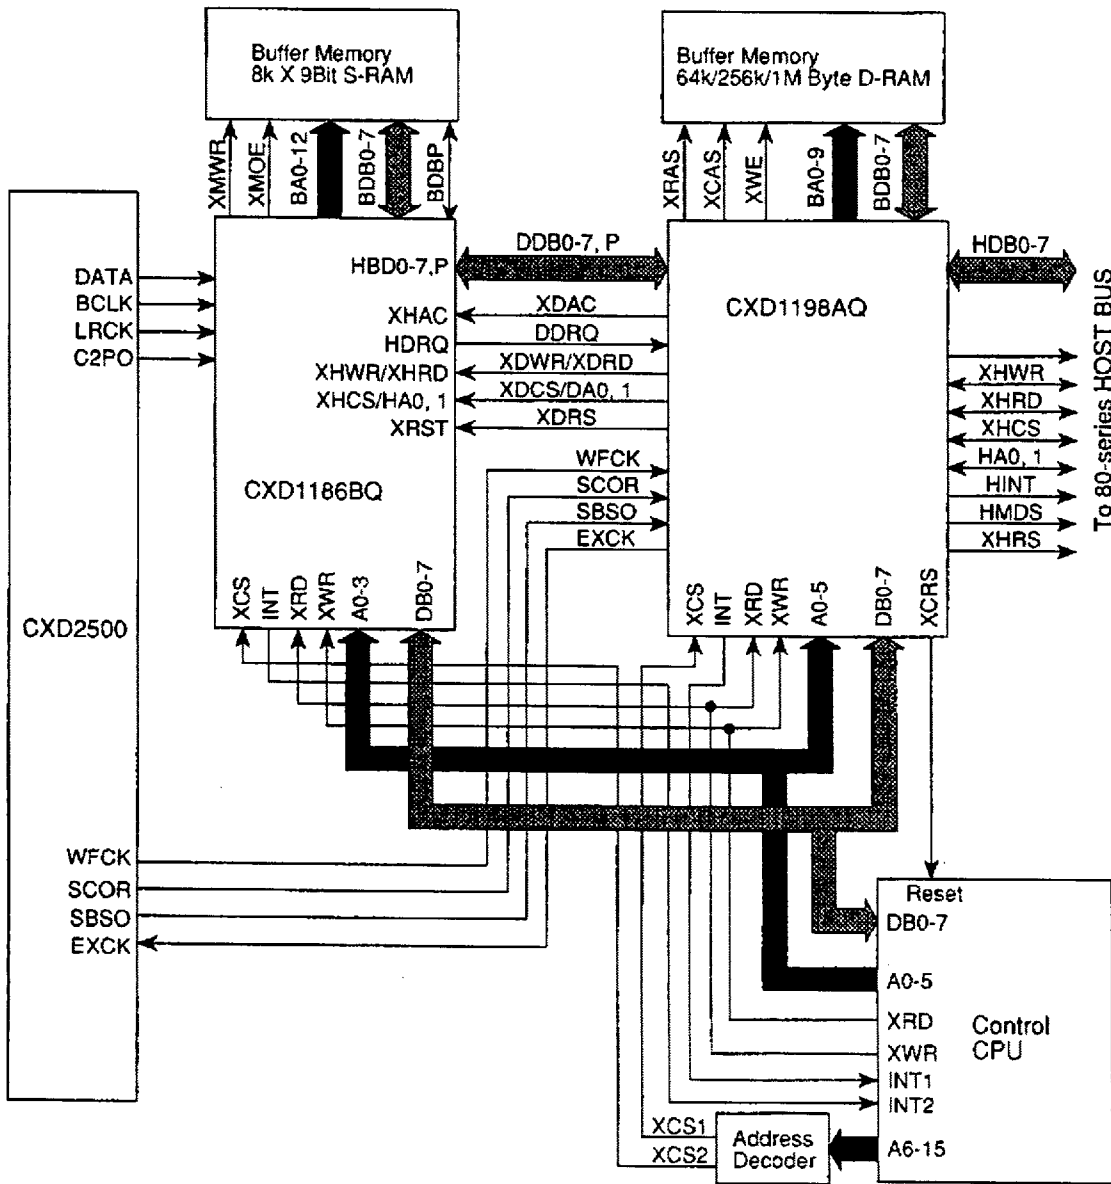 Buffer Memory
8k X 9Bit S-RAM
Buffer Memory
64k/256k/1M Byte D-RAM
XMWR
XMOE
BA0-12
BDB0-7
BDBP
XRAS
XCAS
XWE
BA0-9
BDB0-7
DATA
BCLK
LRCK
C2PO
CXD2500
WFCK
SCOR
SBSO
EXCK
HBD0-7,P
XHAC
HDRQ
XHWR/XHRD
XHCS/HA0, 1
XRST
CXD1186BQ
XCS
INT
XRD
XWR
A0-3
DB0-7
DDB0-7, P
XDAC
DDRQ
XDWR/XDRD
XDCS/DA0, 1
XDRS
WFCK
SCOR
SBSO
EXCK
CXD1198AQ
XCS
INT
XRD
XWR
A0-5
DB0-7
XCRS
HDB0-7
XHWR
XHRD
XHCS
HA0, 1
HINT
HMDS
XHRS
To 80-series HOST BUS
Reset
DB0-7
A0-5
XRD
XWR
INT1
INT2
A6-15
Control
CPU
XCS1
XCS2
Address
Decoder